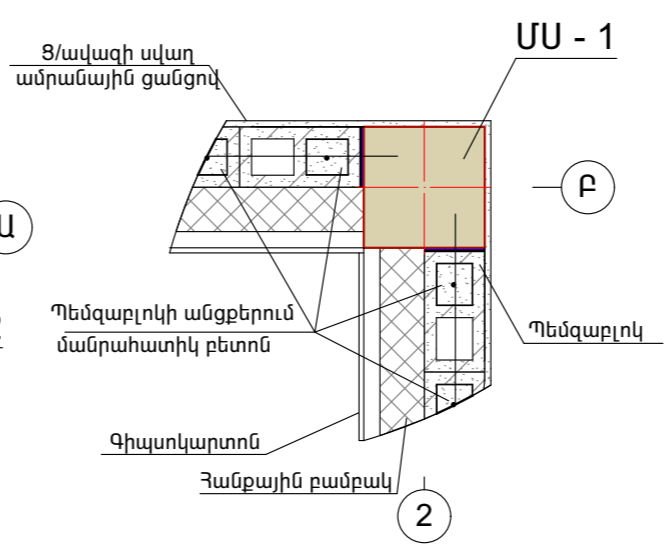 Ց/ավազի սվաղ
ամրանային ցանցով
ՄՍ - 1
Բ
Ա
Պեմզաբլոկի անցքերում
մանրահատիկ բետոն
Պեմզաբլոկ
Գիպսոկարտոն
Հանքային բամբակ
2